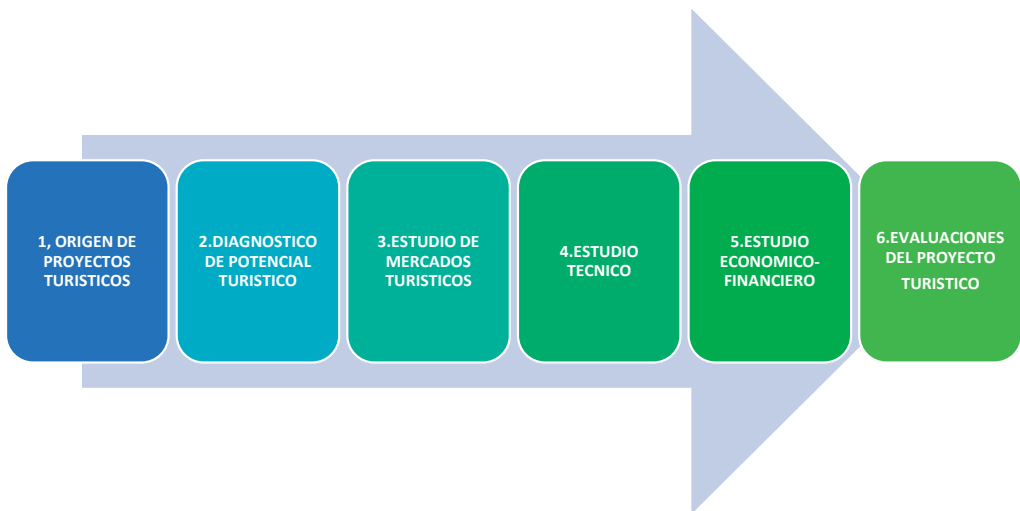 1, ORIGEN DE
PROYECTOS
TURISTICOS
2.DIAGNOSTICO
DE POTENCIAL
TURISTICO
3.ESTUDIO DE
MERCADOS
TURISTICOS
4.ESTUDIO
TECNICO
5.ESTUDIO
ECONOMICO-
FINANCIERO
6.EVALUACIONES
DEL PROYECTO
TURISTICO